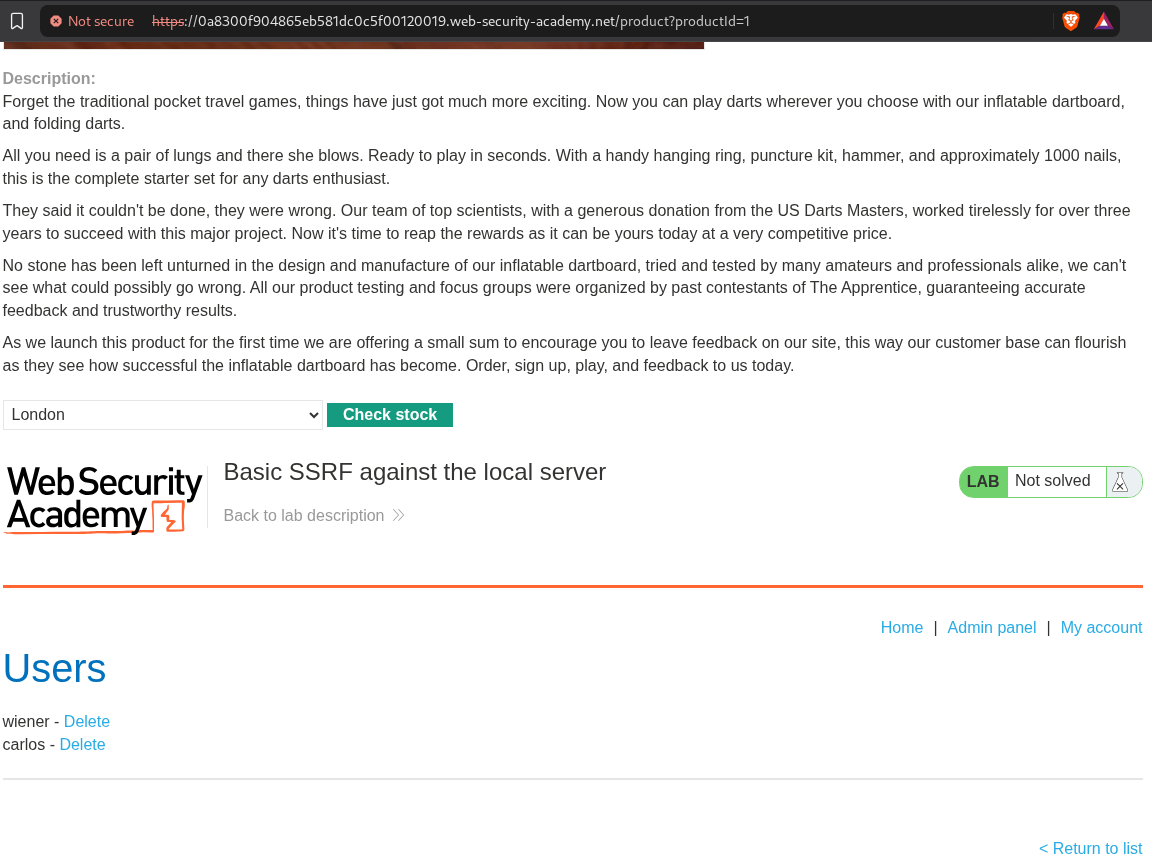 Not secure https://0a8300f904865eb581dc0c5f00120019.web-security-academy.net/product?productId=1
Description:
Forget the traditional pocket travel games, things have just got much more exciting. Now you can play darts wherever you choose with our inflatable dartboard,
and folding darts.
All you need is a pair of lungs and there she blows. Ready to play in seconds. With a handy hanging ring, puncture kit, hammer, and approximately 1000 nails,
this is the complete starter set for any darts enthusiast.
They said it couldn't be done, they were wrong. Our team of top scientists, with a generous donation from the US Darts Masters, worked tirelessly for over three
years to succeed with this major project. Now it's time to reap the rewards as it can be yours today at a very competitive price.
No stone has been left unturned in the design and manufacture of our inflatable dartboard, tried and tested by many amateurs and professionals alike, we can't
see what could possibly go wrong. All our product testing and focus groups were organized by past contestants of The Apprentice, guaranteeing accurate
feedback and trustworthy results.
As we launch this product for the first time we are offering a small sum to encourage you to leave feedback on our site, this way our customer base can flourish
as they see how successful the inflatable dartboard has become. Order, sign up, play, and feedback to us today.
London Check stock
Web Security
Academy
Basic SSRF against the local server
Back to lab description
LAB Not solved
Home | Admin panel | My account
Users
wiener - Delete
carlos - Delete
< Return to list